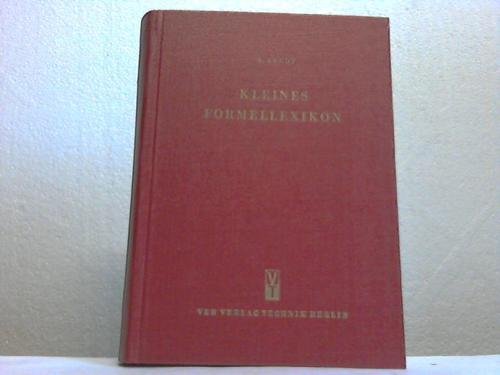 KLEINES
FORMELLEXIKON
VT
VEB VERLAG TECHNIK BERLIN